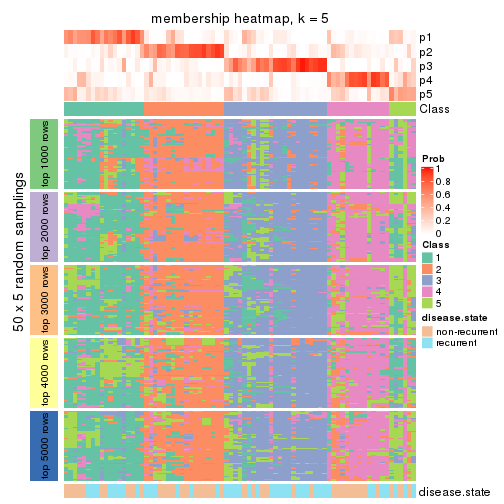 membership heatmap, k = 5
p1
p2
p3
p4
p5
Class
50 x 5 random samplings
top 1000 rows
top 2000 rows
top 3000 rows
top 4000 rows
top 5000 rows
disease.state
Prob
1
0.8
0.6
0.4
0.2
0
Class
1
2
3
4
5
disease.state
non-recurrent
recurrent